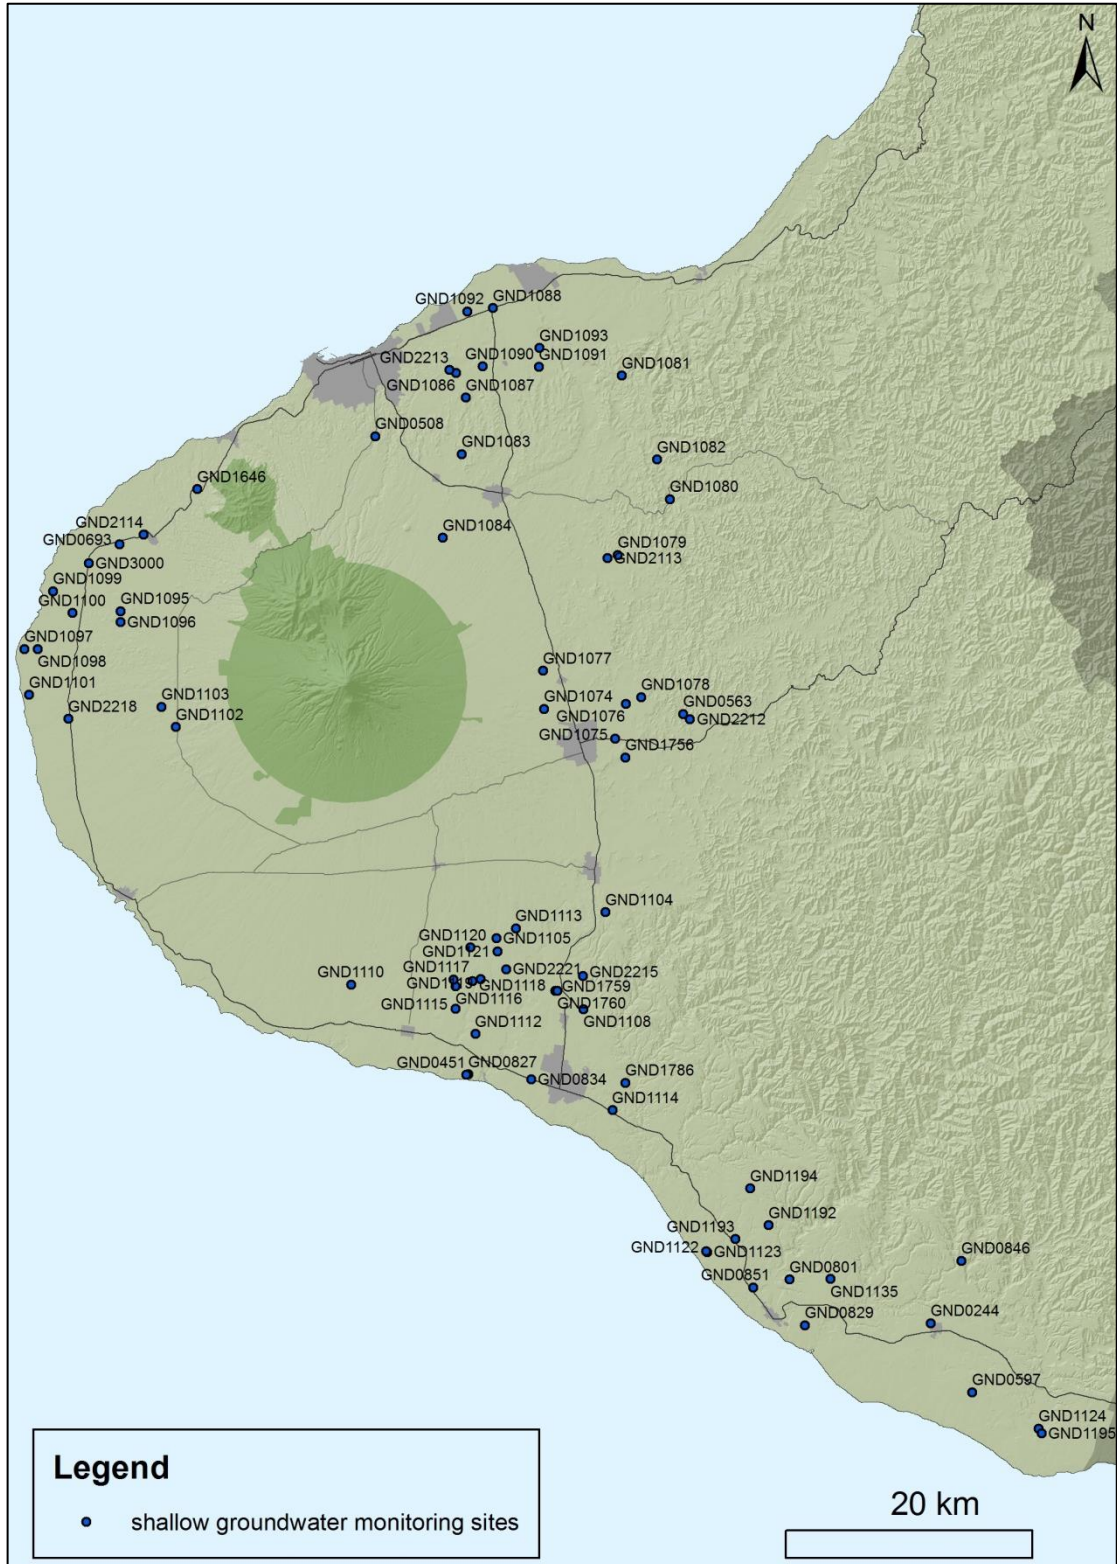 N
GND1092
GND1088
GND1093
GND2213
GND1090
GND1091
GND1081
GND1086
GND1087
GND0508
GND1083
GND1082
GND1646
GND1080
GND2114
GND0693
GND1084
GND1079
GND2113
GND3000
GND1099
GND1100
GND1095
GND1096
GND1097
GND1098
GND1077
GND1101
GND1103
GND1074
GND1078
GND2218
GND1102
GND1076
GND0563
GND2212
GND1075
GND1756
GND1104
GND1113
GND1120
GND1105
GND1121
GND1117
GND2221
GND2215
GND1110
GND1119
GND1118
GND1759
GND1115
GND1116
GND1760
GND1108
GND1112
GND0451
GND0827
GND0834
GND1786
GND1114
GND1194
GND1192
GND1193
GND1122
GND1123
GND0846
GND0851
GND0801
GND1135
GND0829
GND0244
GND0597
GND1124
GND1195
Legend
shallow groundwater monitoring sites
20 km